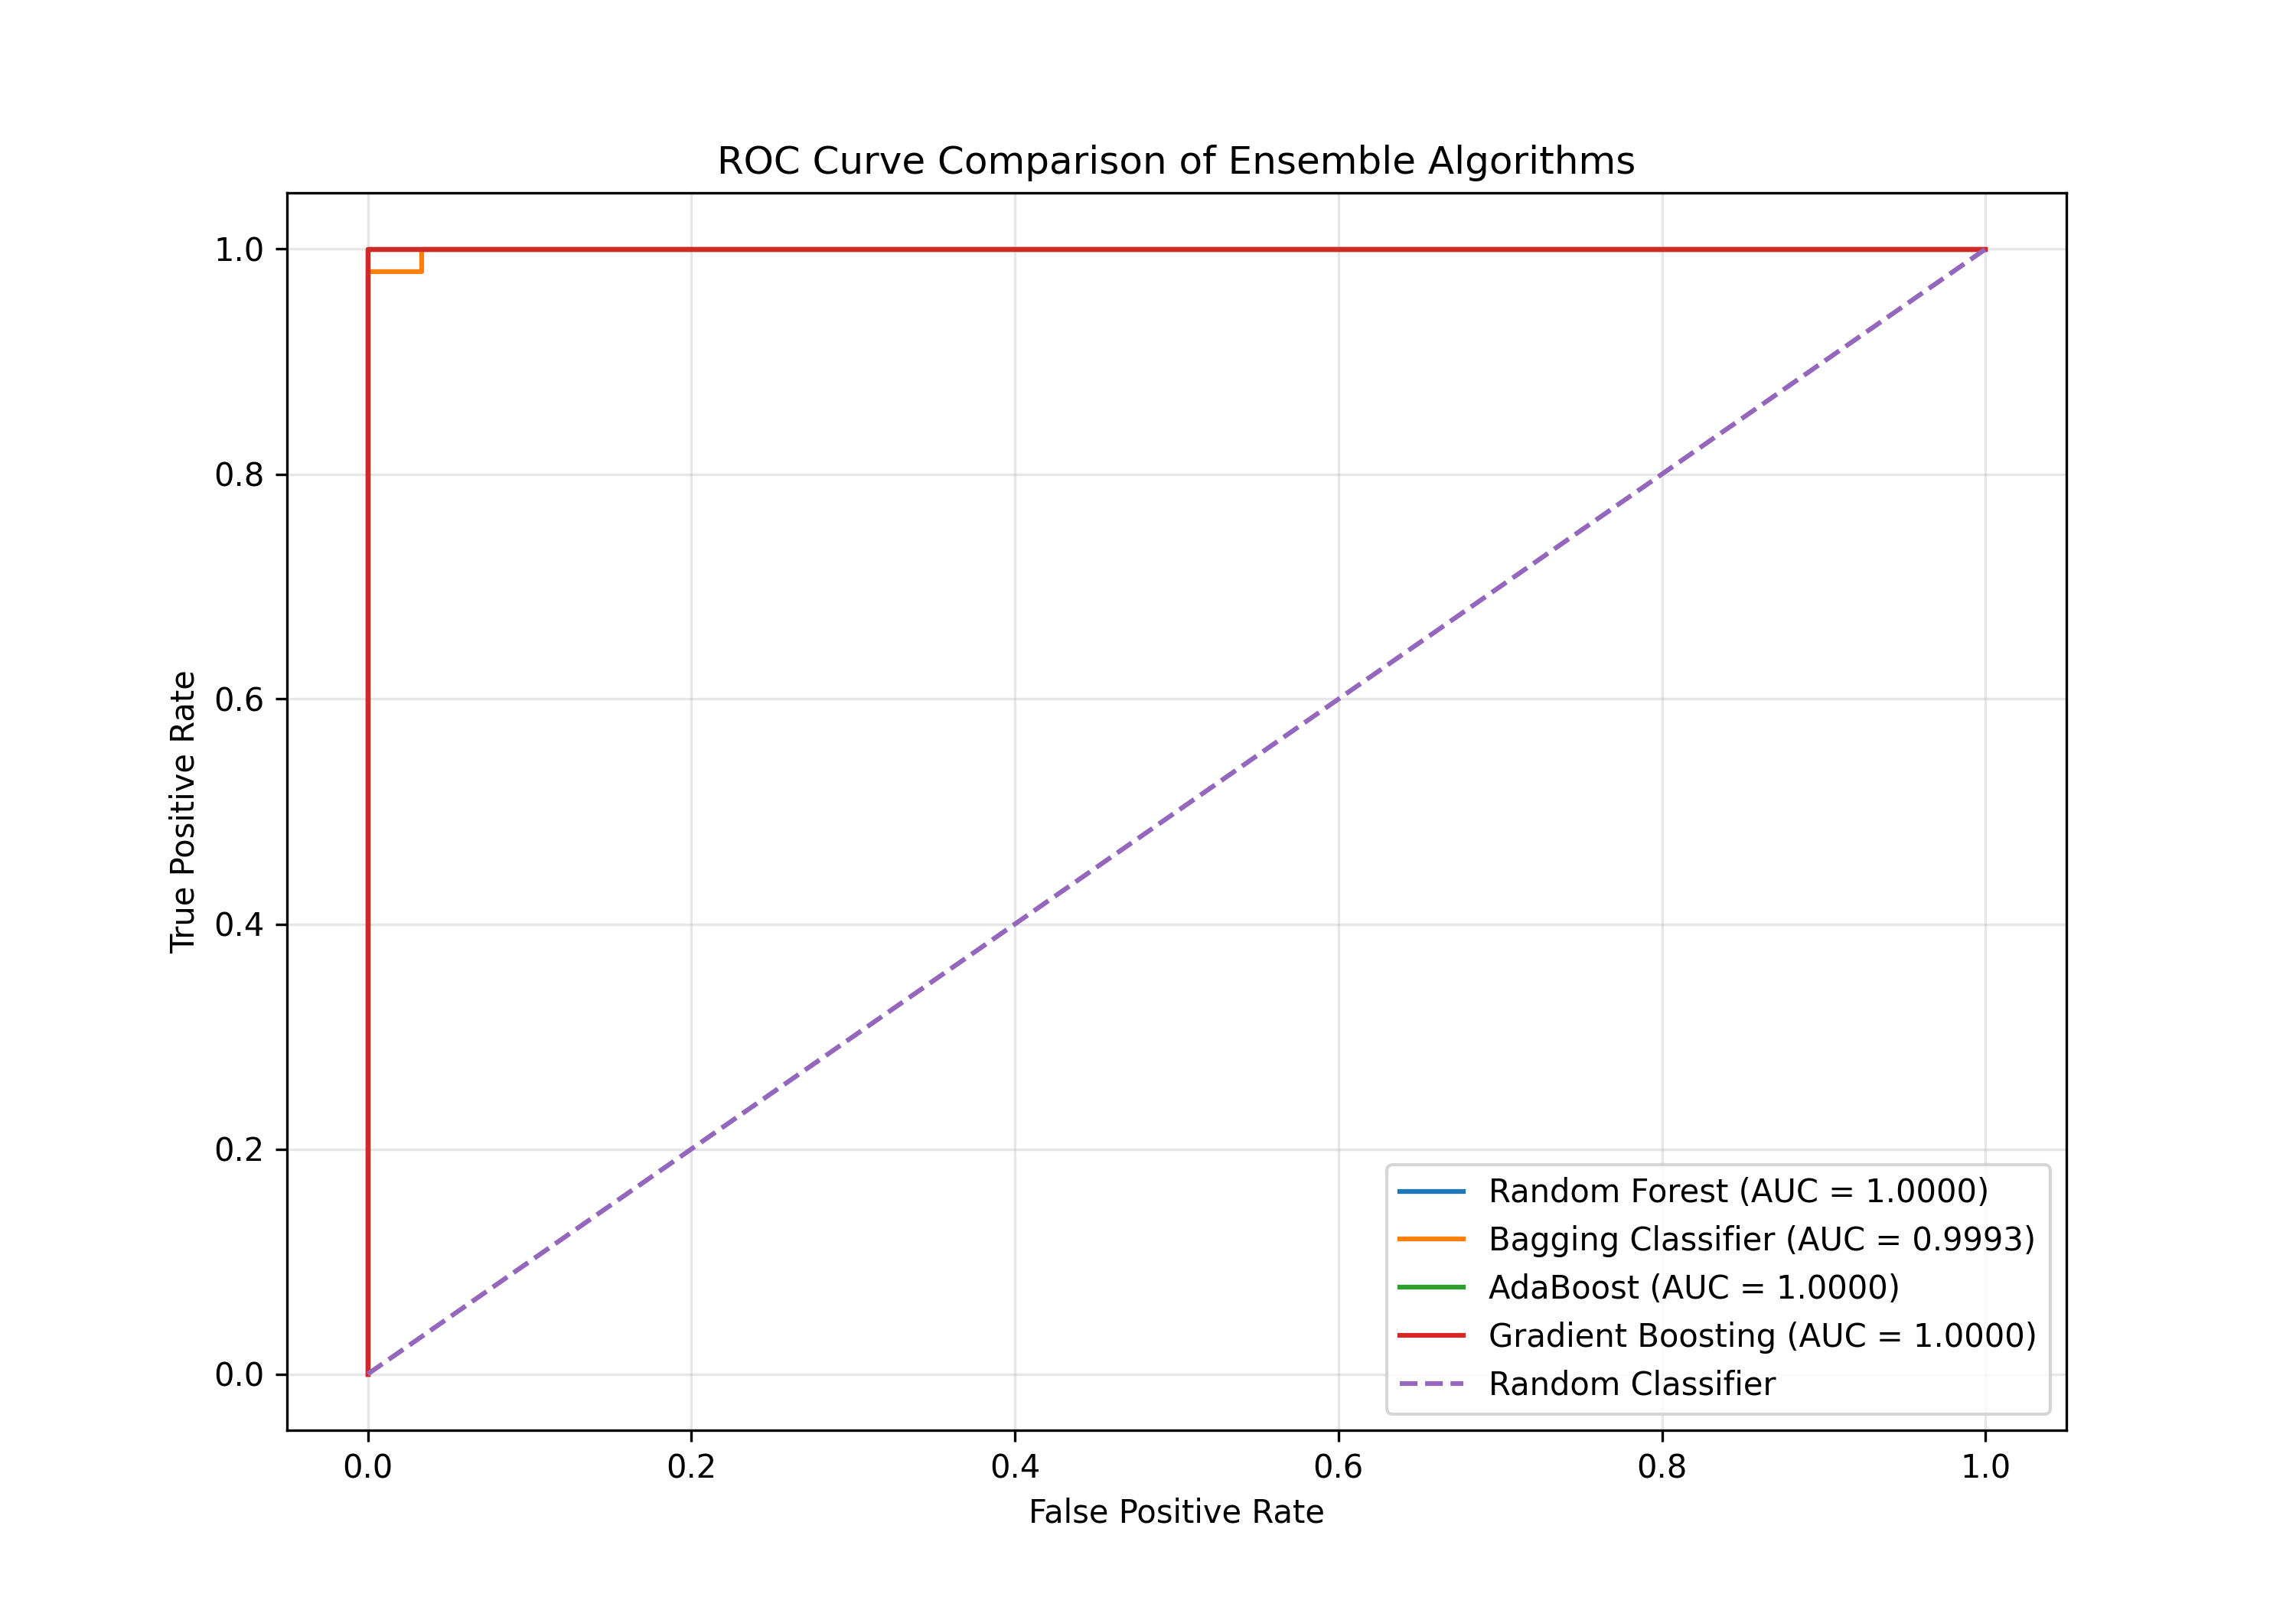 ROC Curve Comparison of Ensemble Algorithms
True Positive Rate
1.0
0.8
0.6
0.4
0.2
0.0
0.0 0.2 0.4 0.6 0.8 1.0
False Positive Rate
Random Forest (AUC = 1.0000)
Bagging Classifier (AUC = 0.9993)
AdaBoost (AUC = 1.0000)
Gradient Boosting (AUC = 1.0000)
Random Classifier